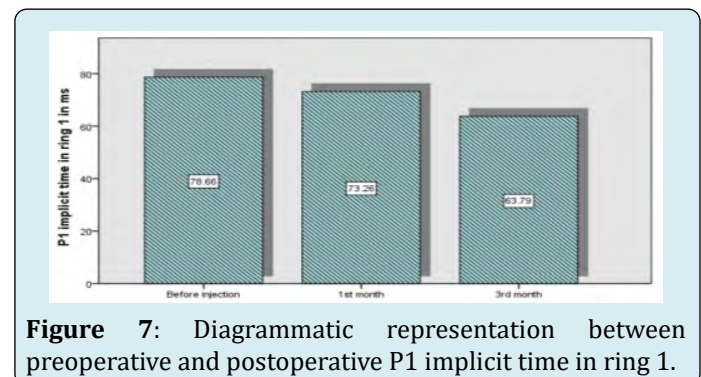 P1 implicit time in ring 1 in ms
80
60
40
20
0
78.66
73.26
63.79
Before injection
1st month
3rd month
Figure 7: Diagrammatic representation between
preoperative and postoperative P1 implicit time in ring 1.